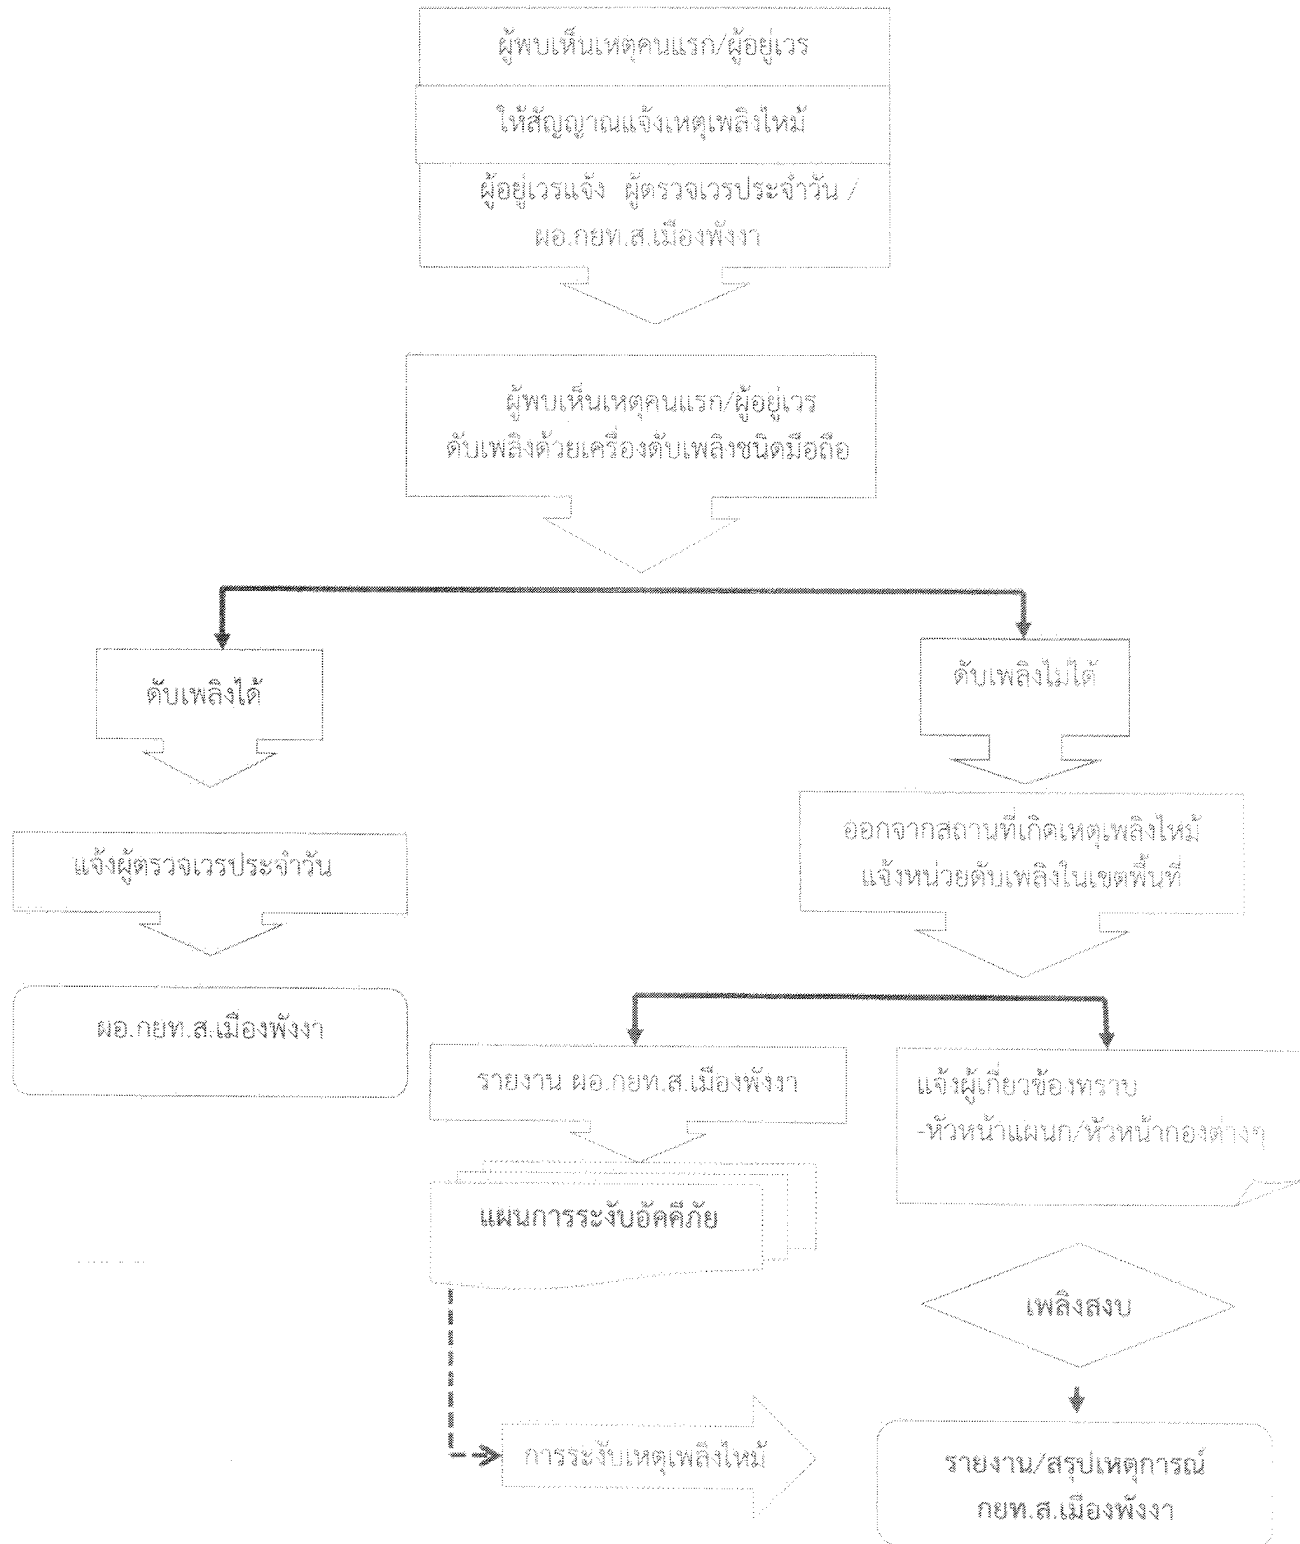 ผู้พบเห็นเหตุคนแรก/ผู้อยู่เวร
ให้สัญญาณแจ้งเหตุเพลิงไหม้
ผู้อยู่เวรแจ้ง ผู้ตรวจเวรประจำวัน /
ผอ.กยท.ส.เมืองพังงา
ผู้พบเห็นเหตุคนแรก/ผู้อยู่เวร
ดับเพลิงด้วยเครื่องดับเพลิงชนิดมือถือ
ดับเพลิงได้
ดับเพลิงไม่ได้
แจ้งผู้ตรวจเวรประจำวัน
ออกจากสถานที่เกิดเหตุเพลิงไหม้
แจ้งหน่วยดับเพลิงในเขตพื้นที่
ผอ.กยท.ส.เมืองพังงา
รายงาน ผอ.กยท.ส.เมืองพังงา
แจ้งผู้เกี่ยวข้องทราบ
-หัวหน้าแผนก/หัวหน้ากองต่างๆ
แผนการระงับอัคคีภัย
เพลิงสงบ
การระงับเหตุเพลิงไหม้
รายงาน/สรุปเหตุการณ์
กยท.ส.เมืองพังงา